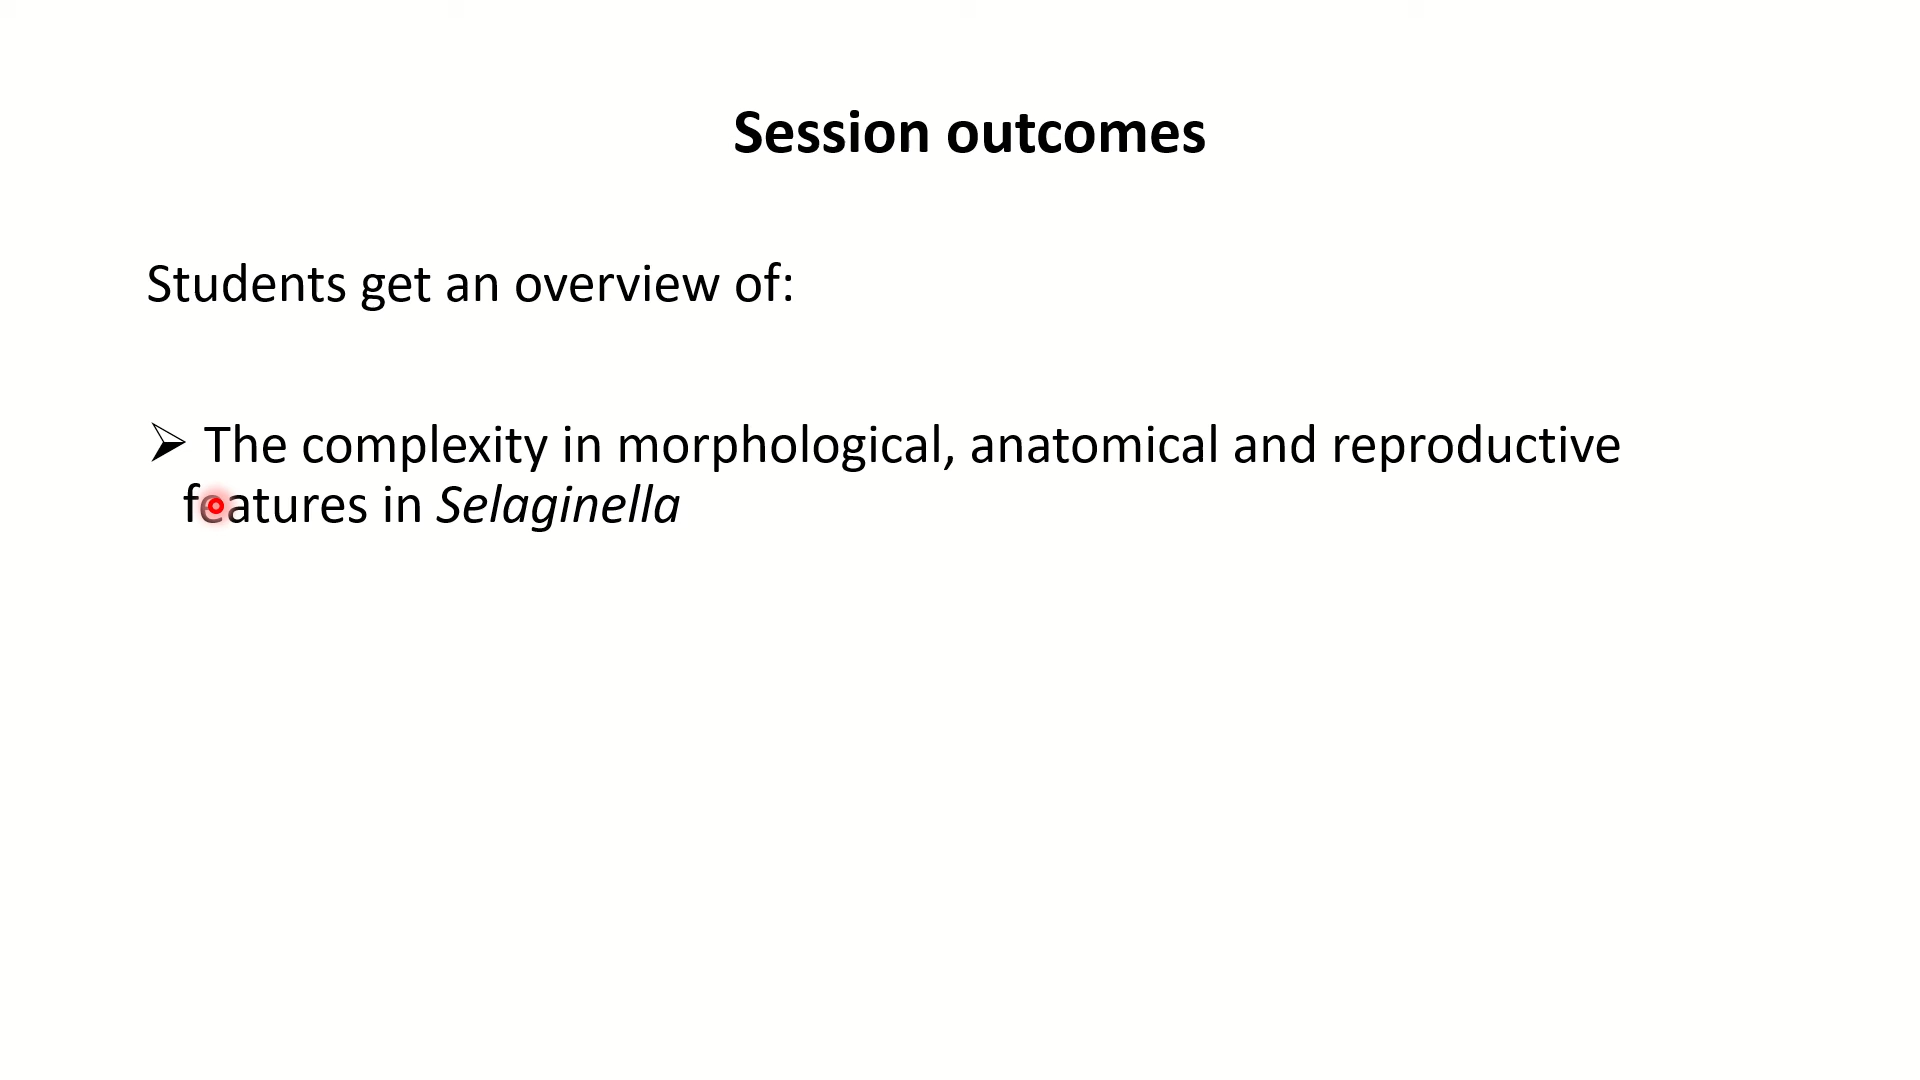 Session outcomes
Students get an overview of:
➢ The complexity in morphological, anatomical and reproductive
features in Selaginella